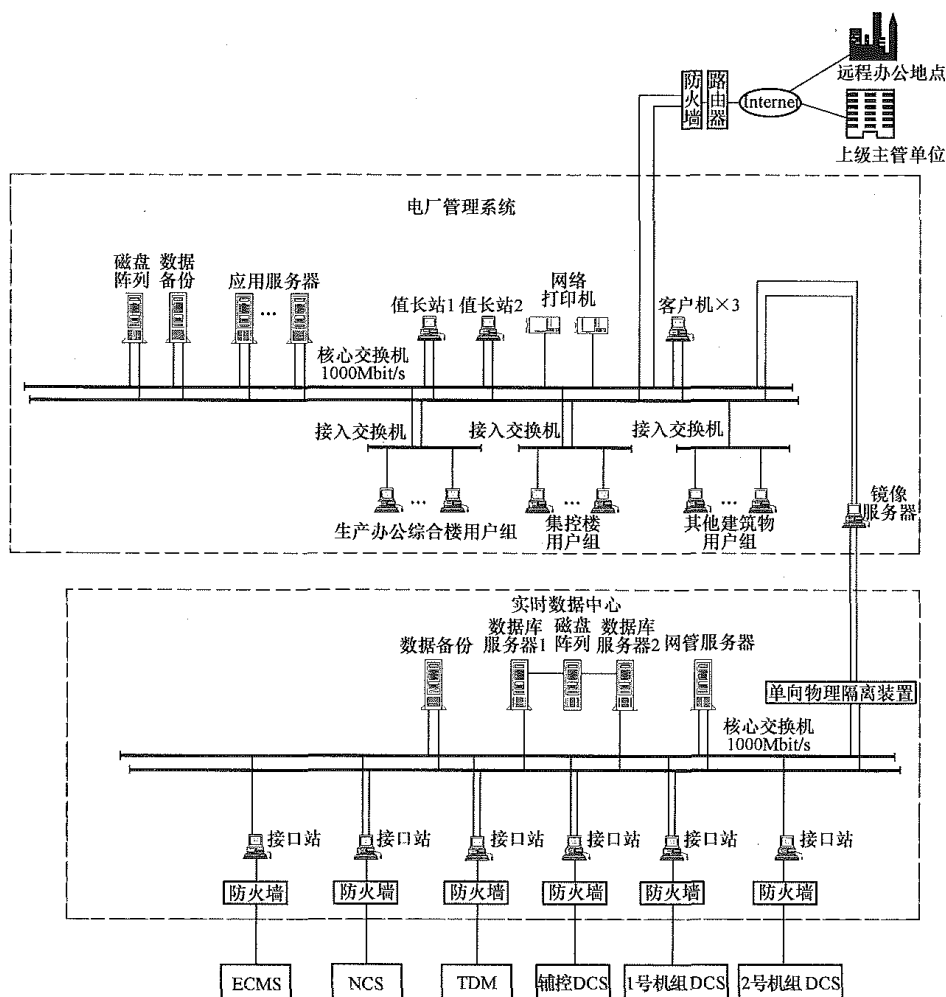 远程办公地点
防火墙
路由器
Internet
上级主管单位
电厂管理系统
磁盘
阵列
数据
备份
应用服务器
...
值长站1
值长站2
网络
打印机
客户机×3
核心交换机
1000Mbit/s
接入交换机
接入交换机
接入交换机
...
...
...
生产办公综合楼用户组
集控楼
用户组
其他建筑物
用户组
镜像
服务器
实时数据中心
数据备份
数据库
服务器1
磁盘
阵列
数据库
服务器2
网管服务器
单向物理隔离装置
核心交换机
1000Mbit/s
接口站
接口站
接口站
接口站
接口站
接口站
防火墙
防火墙
防火墙
防火墙
防火墙
防火墙
ECMS
NCS
TDM
辅控DCS
1号机组DCS
2号机组DCS